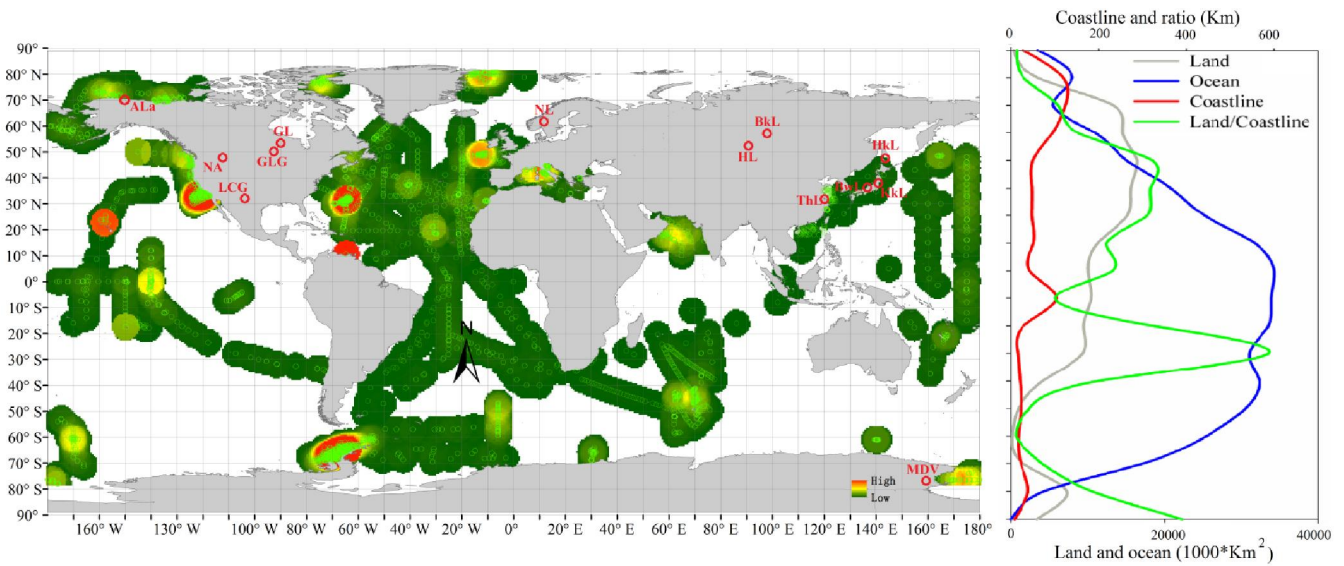 Coastline and ratio (Km)
0 200 400 600
90° N
80° N
70° N
60° N
50° N
40° N
30° N
20° N
10° N
0°
10° S
20° S
30° S
40° S
50° S
60° S
70° S
80° S
90° S
ALa
NL
BkL
GL
GLG
NA
LCG
HL
HkL
ThL
N
MDV
High
Low
160° W 130° W 100° W 80° W 60° W 40° W 20° W 0° 20° E 40° E 60° E 80° E 100° E 120° E 140° E 160° E 180°
Land
Ocean
Coastline
Land/Coastline
0 20000 40000
Land and ocean (1000*Km²)